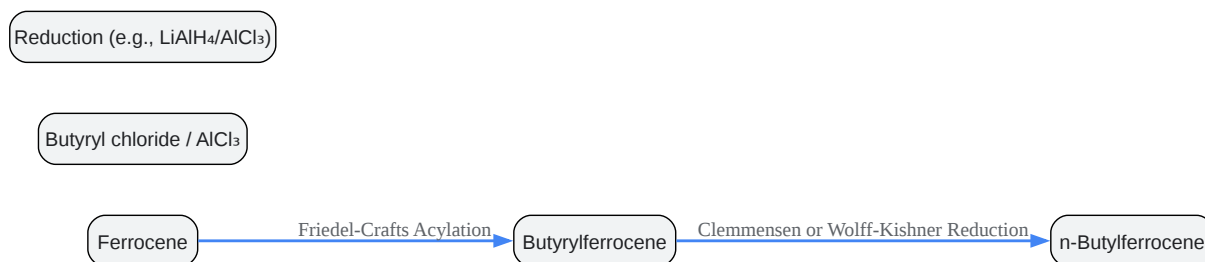 Reduction (e.g., LiAlH₄/AlCl₃)
Butyryl chloride / AlCl₃
Ferrocene
Friedel-Crafts Acylation
Butyrylferrocene
Clemmensen or Wolff-Kishner Reduction
n-Butylferrocene